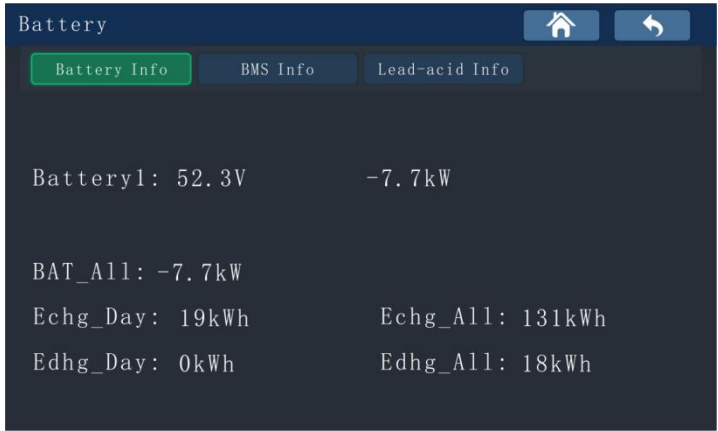 Battery
Battery Info BMS Info Lead-acid Info
Battery1: 52.3V -7.7kW
BAT_All: -7.7kW
Echg_Day: 19kWh Echg_All: 131kWh
Edhg_Day: 0kWh Edhg_All: 18kWh